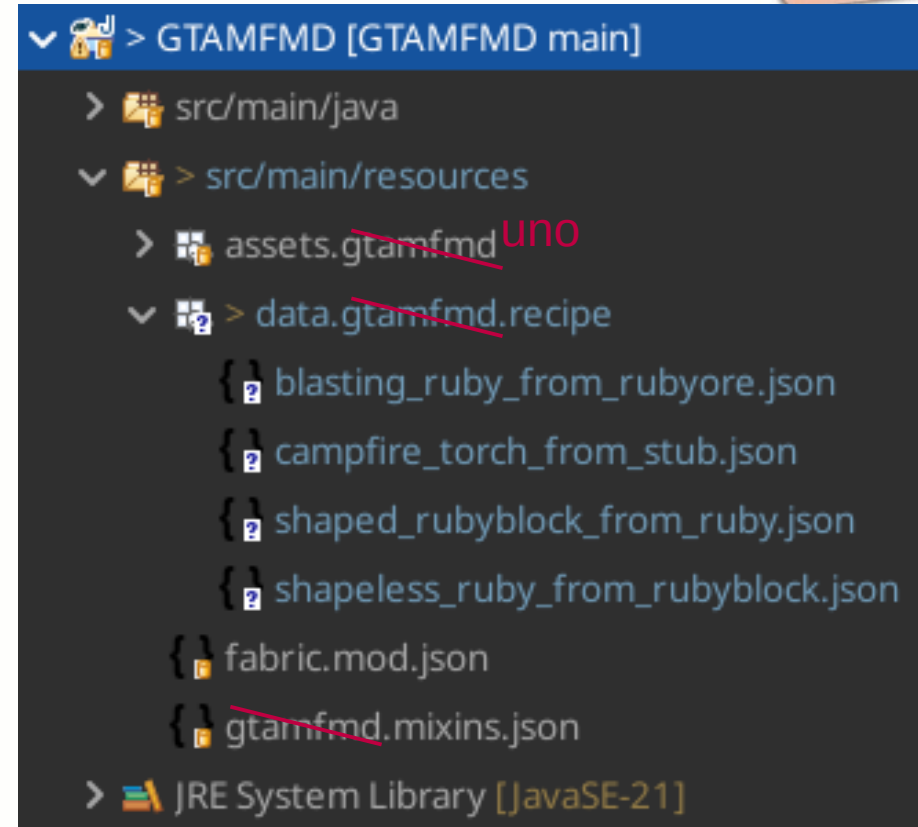 > GTAMFMD [GTAMFMD main]
src/main/java
> src/main/resources
assets.gtamfmd uno
> data.gtamfmd.recipe
{ } blasting_ruby_from_rubyore.json
{ } campfire_torch_from_stub.json
{ } shaped_rubyblock_from_ruby.json
{ } shapeless_ruby_from_rubyblock.json
{ } fabric.mod.json
{ } gtamfmd.mixins.json
JRE System Library [JavaSE-21]